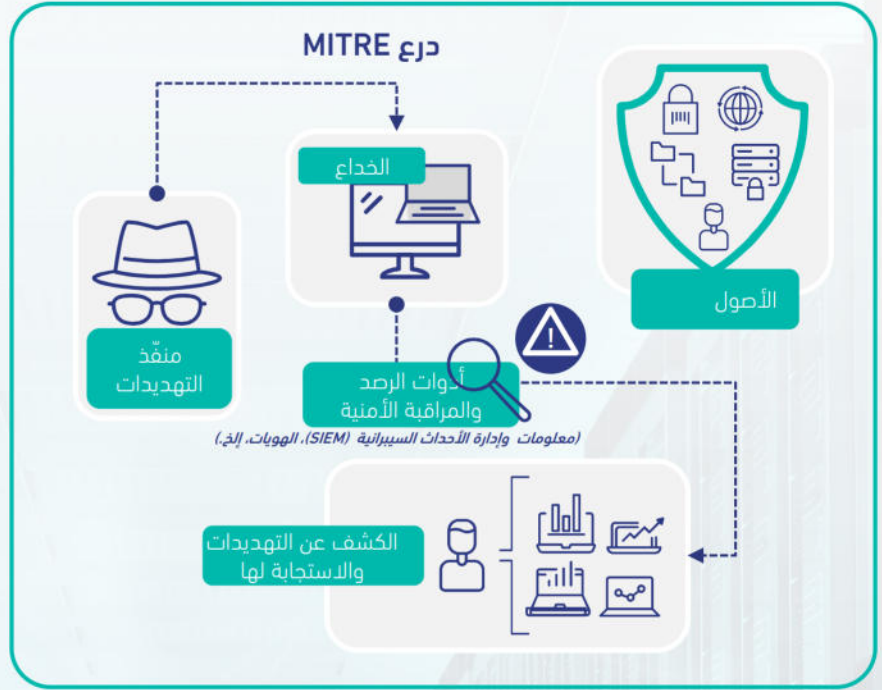 درع MITRE
الخداع
الأصول
منفّذ
التهديدات
أدوات الرصد
والمراقبة الأمنية
(معلومات وإدارة الأحداث السيبرانية (SIEM)، الهويات، إلخ.)
الكشف عن التهديدات
والاستجابة لها